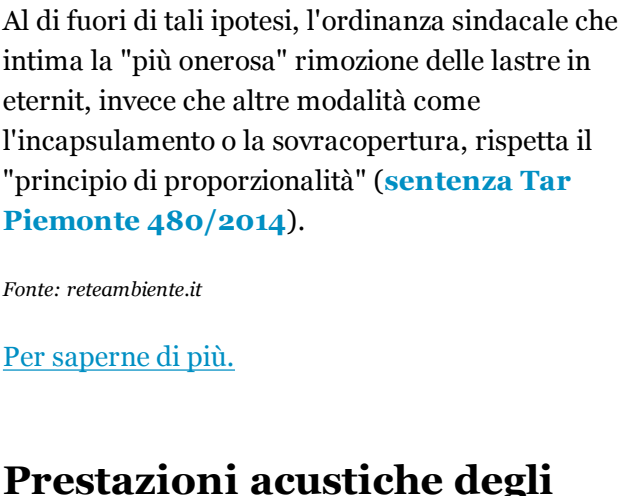 Al di fuori di tali ipotesi, l'ordinanza sindacale che
intima la "più onerosa" rimozione delle lastre in
eternit, invece che altre modalità come
l'incapsulamento o la sovracopertura, rispetta il
"principio di proporzionalità" (sentenza Tar
Piemonte 480/2014).
Fonte: reteambiente.it
Per saperne di più.
Prestazioni acustiche degli